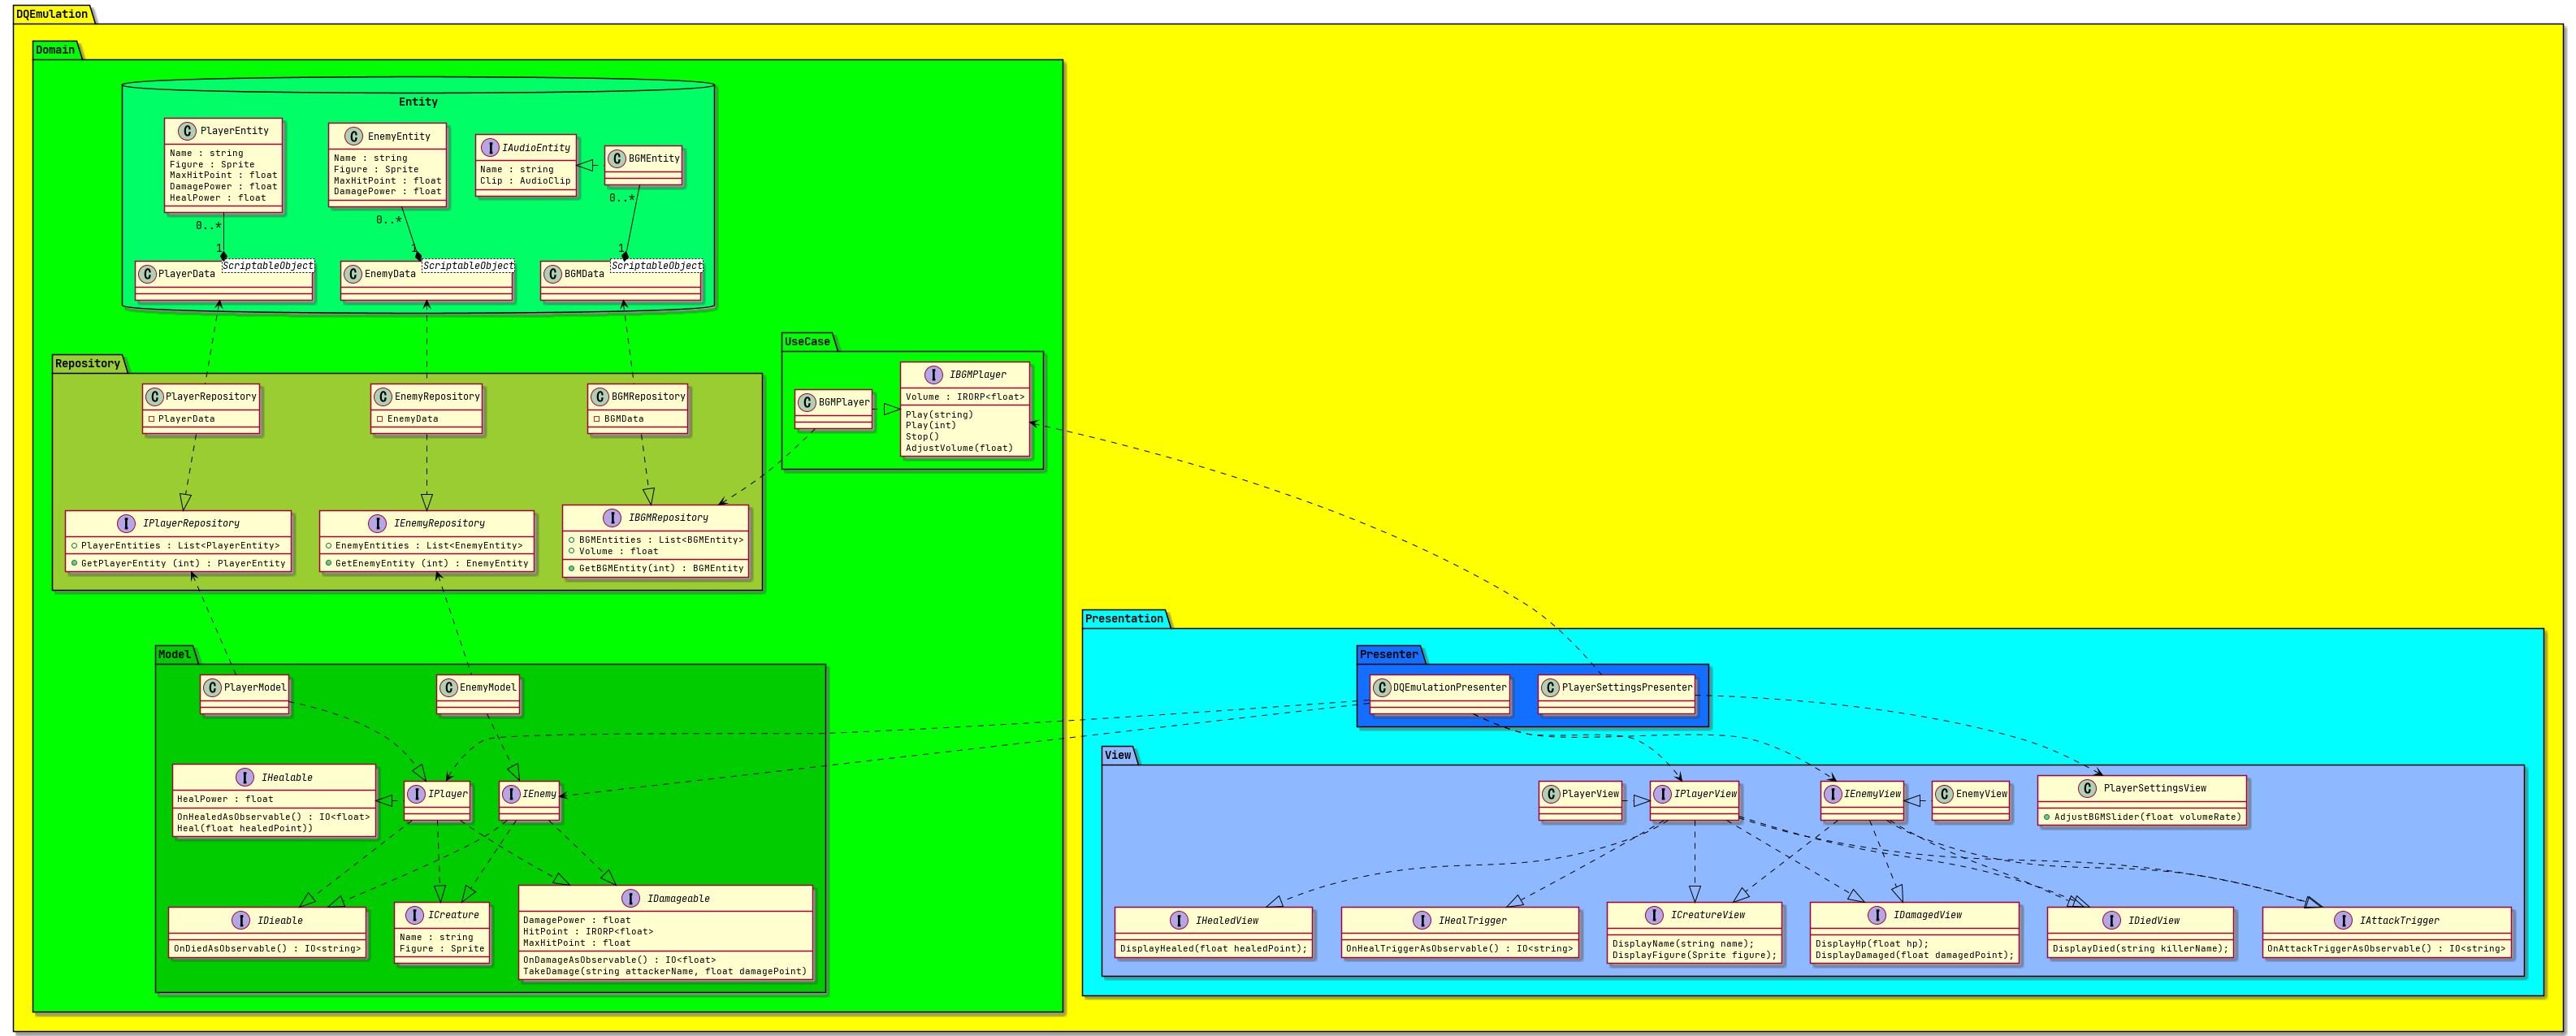 DQEmulation
Domain
Entity
C PlayerEntity
Name : string
Figure : Sprite
MaxHitPoint : float
DamagePower : float
HealPower : float
C EnemyEntity
Name : string
Figure : Sprite
MaxHitPoint : float
DamagePower : float
I IAudioEntity
Name : string
Clip : AudioClip
C BGMEntity
0..*
1
0..*
1
0..*
1
C PlayerData
ScriptableObject
C EnemyData
ScriptableObject
C BGMData
ScriptableObject
Repository
C PlayerRepository
PlayerData
C EnemyRepository
EnemyData
C BGMRepository
BGMData
I IPlayerRepository
PlayerEntities : List<PlayerEntity>
GetPlayerEntity (int) : PlayerEntity
I IEnemyRepository
EnemyEntities : List<EnemyEntity>
GetEnemyEntity (int) : EnemyEntity
I IBGMRepository
BGMEntities : List<BGMEntity>
Volume : float
GetBGMEntity(int) : BGMEntity
UseCase
C BGMPlayer
I IBGMPlayer
Volume : IRORP<float>
Play(string)
Play(int)
Stop()
AdjustVolume(float)
Model
C PlayerModel
C EnemyModel
I IHealable
HealPower : float
OnHealedAsObservable() : IO<float>
Heal(float healedPoint))
I IPlayer
I IEnemy
I IDieable
OnDiedAsObservable() : IO<string>
I ICreature
Name : string
Figure : Sprite
I IDamageable
DamagePower : float
HitPoint : IRORP<float>
MaxHitPoint : float
OnDamageAsObservable() : IO<float>
TakeDamage(string attackerName, float damagePoint)
Presentation
Presenter
C DQEmulationPresenter
C PlayerSettingsPresenter
View
C PlayerView
I IPlayerView
I IEnemyView
C EnemyView
C PlayerSettingsView
AdjustBGMSlider(float volumeRate)
I IHealedView
DisplayHealed(float healedPoint);
I IHealTrigger
OnHealTriggerAsObservable() : IO<string>
I ICreatureView
DisplayName(string name);
DisplayFigure(Sprite figure);
I IDamagedView
DisplayHp(float hp);
DisplayDamaged(float damagedPoint);
I IDiedView
DisplayDied(string killerName);
I IAttackTrigger
OnAttackTriggerAsObservable() : IO<string>